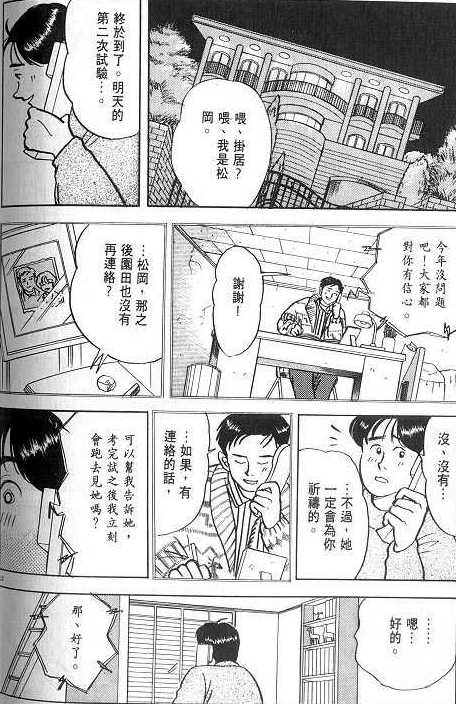 喂、掛居?
喂、我是松
岡。
終於到了。明天的
第二次試驗…。
今年沒問題
吧!大家都
對你有信心。
謝謝!
…松岡,那之
後園田也沒有
再連絡?
沒、沒有…
…不過,她
一定會為你
祈禱的。
…如果,有
連絡的話,
可以幫我告訴她,
考完試之後我立刻
會跑去見她嗎?
……
嗯…
好的。
那、好了。